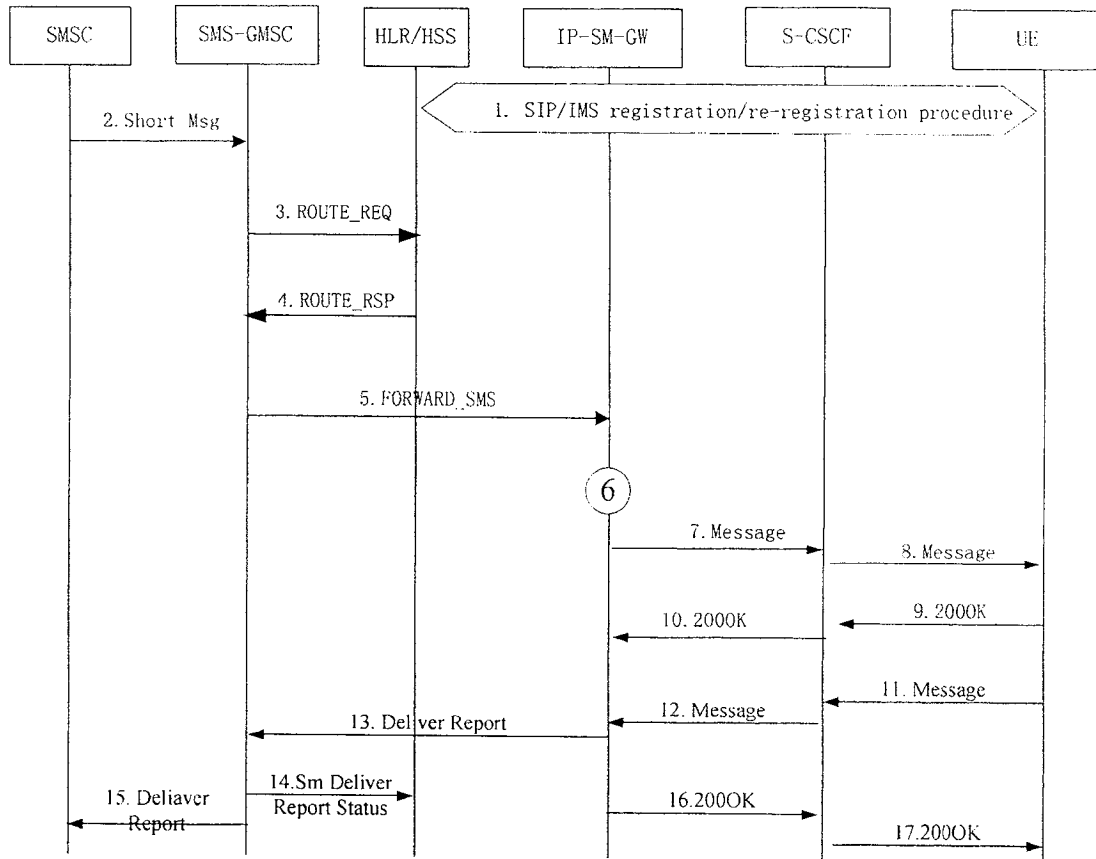 SMSC
SMS-GMSC
HLR/HSS
IP-SM-GW
S-CSCF
UE
1. SIP/IMS registration/re-registration procedure
2. Short Msg
3. ROUTE_REQ
4. ROUTE_RSP
5. FORWARD_SMS
6
7. Message
8. Message
9. 200OK
10. 200OK
11. Message
12. Message
13. Deliver Report
14.Sm Deliver
Report Status
15. Deliaver
Report
16.200OK
17.200OK